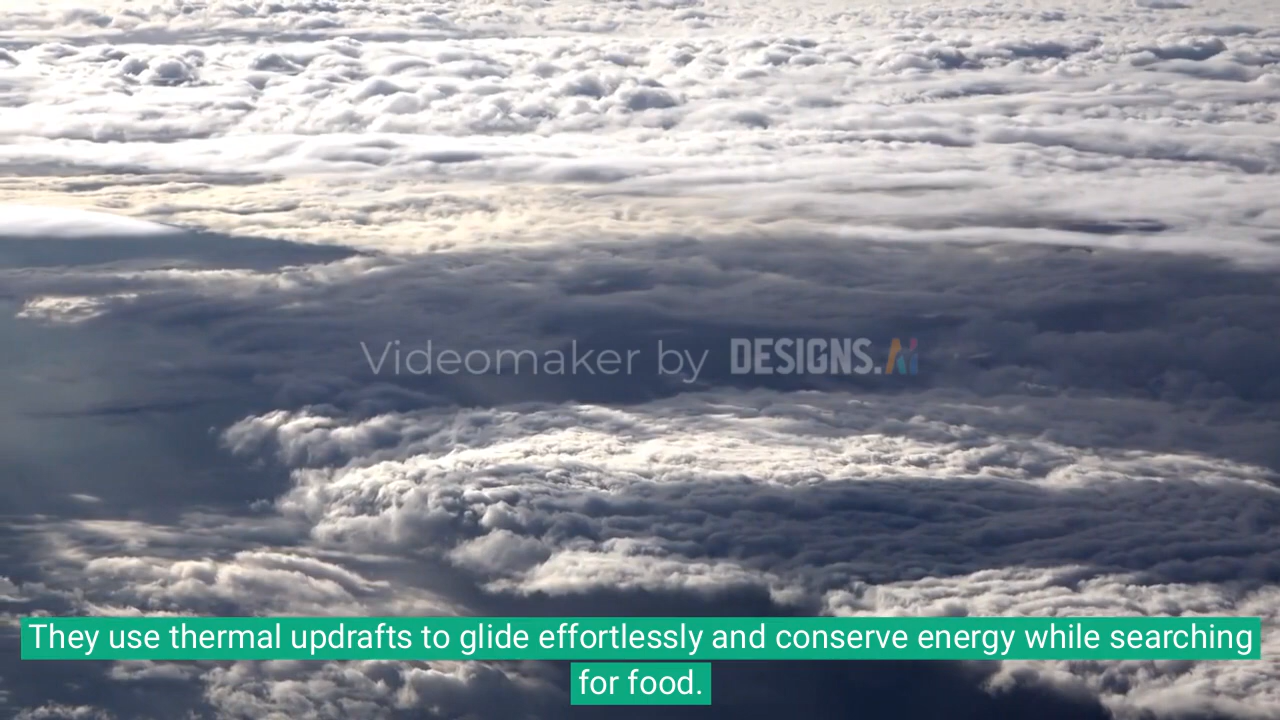 Videomaker by DESIGNS.AI
They use thermal updrafts to glide effortlessly and conserve energy while searching
for food.